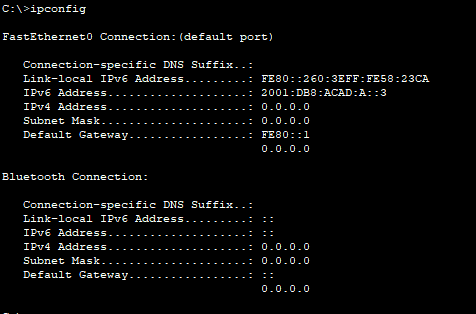 C:\>ipconfig
FastEthernet0 Connection:(default port)
Connection-specific DNS Suffix..:
Link-local IPv6 Address.........: FE80::260:3EFF:FE58:23CA
IPv6 Address....................: 2001:DB8:ACAD:A::3
IPv4 Address....................: 0.0.0.0
Subnet Mask.....................: 0.0.0.0
Default Gateway.................: FE80::1
0.0.0.0
Bluetooth Connection:
Connection-specific DNS Suffix..:
Link-local IPv6 Address.........: ::
IPv6 Address....................: ::
IPv4 Address....................: 0.0.0.0
Subnet Mask.....................: 0.0.0.0
Default Gateway.................: ::
0.0.0.0